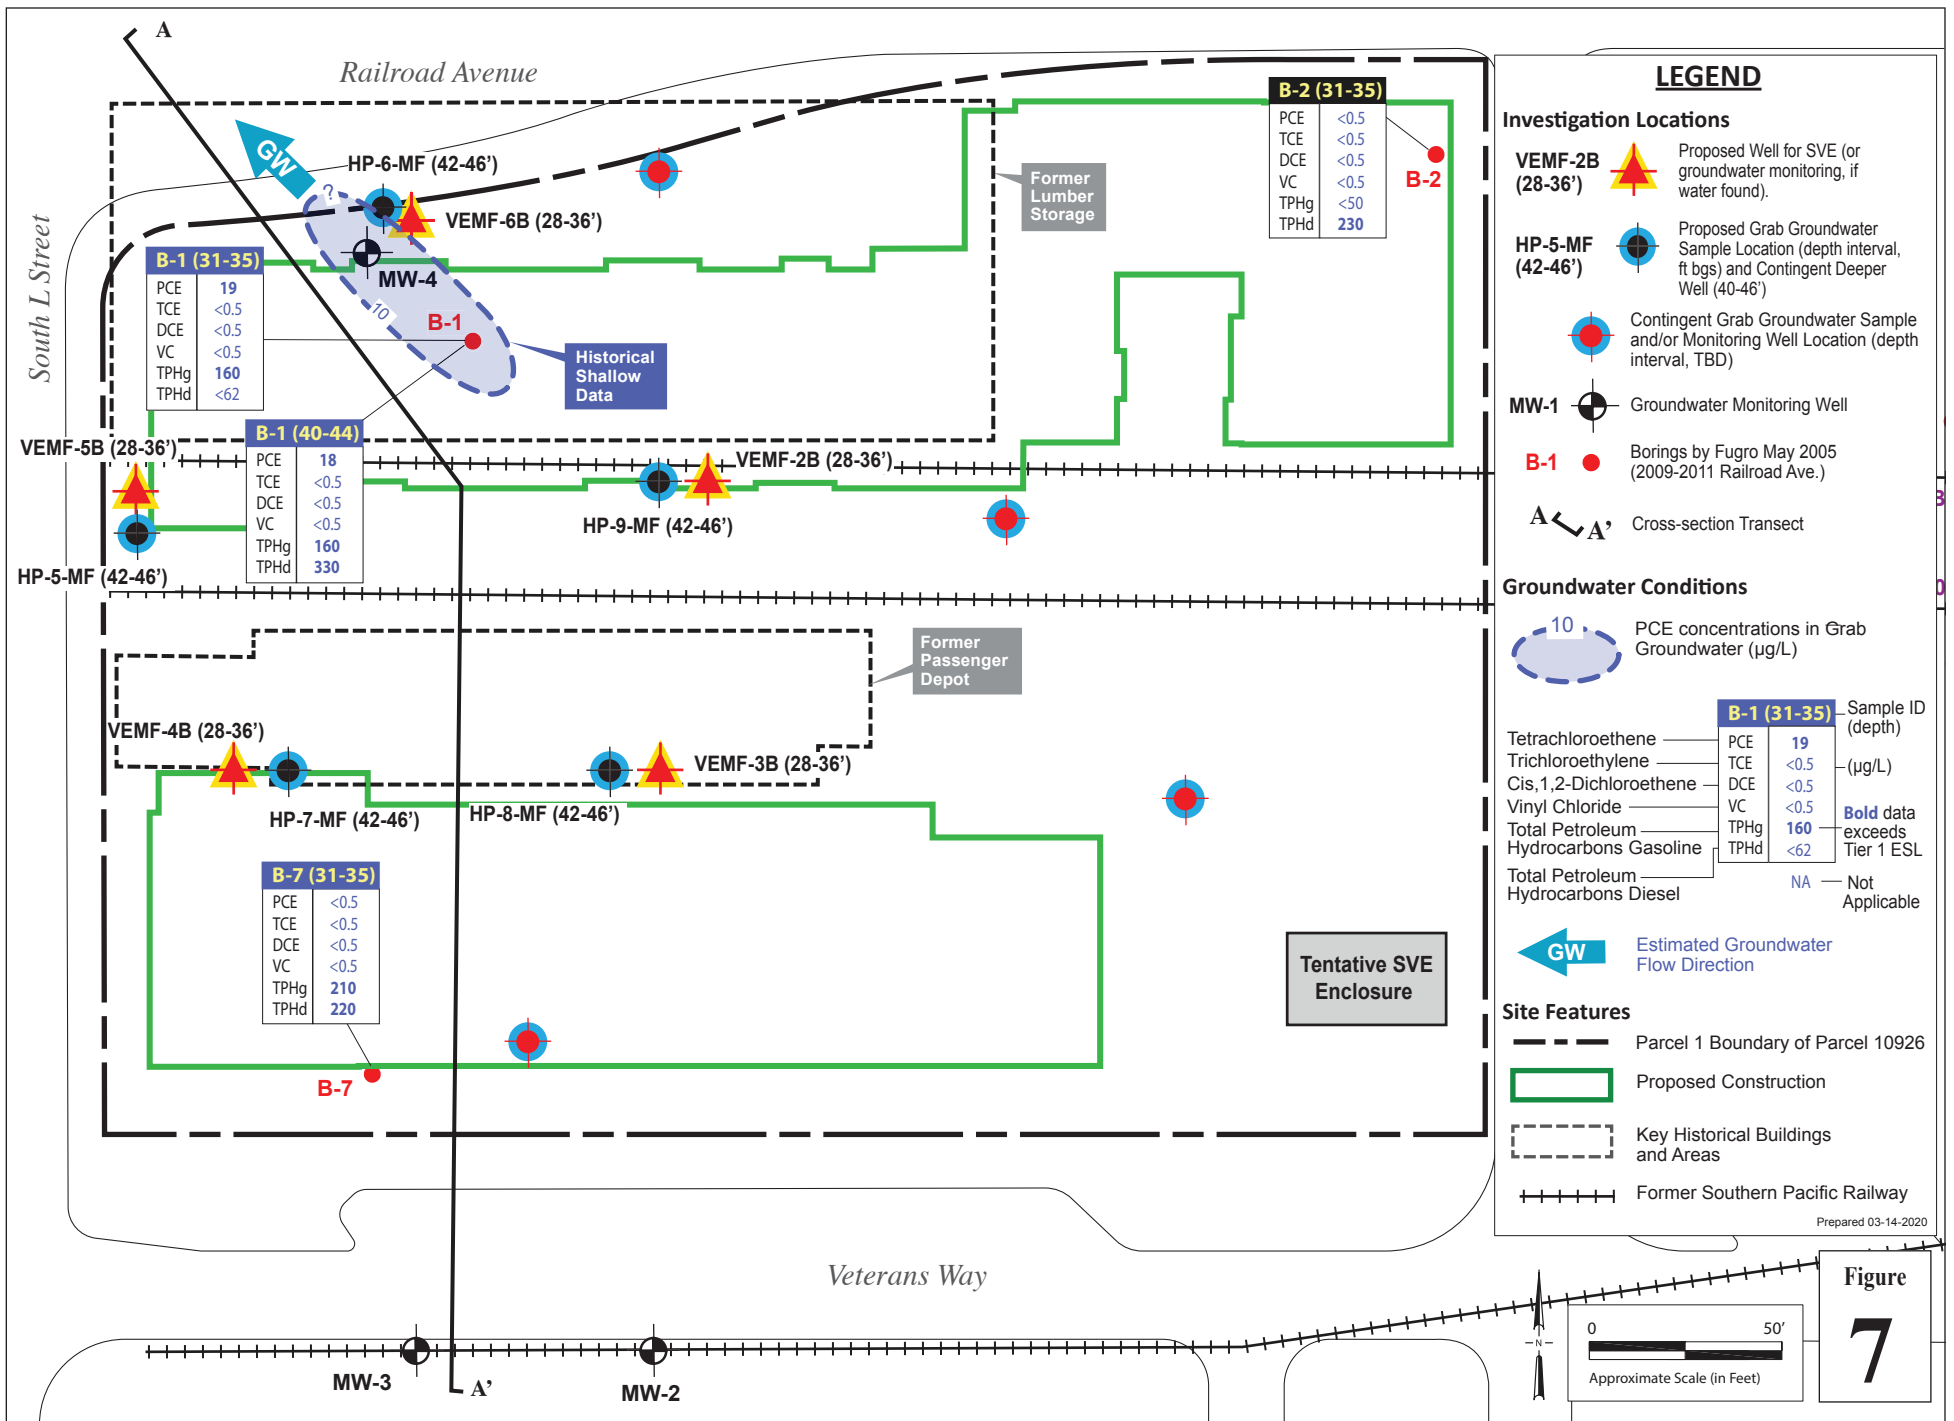 A
Railroad Avenue
South L Street
GW
HP-6-MF (42-46')
?
VEMF-6B (28-36')
MW-4
10
B-1
B-1 (31-35)
PCE 19
TCE <0.5
DCE <0.5
VC <0.5
TPHg 160
TPHd <62
Historical
Shallow
Data
Former
Lumber
Storage
B-2 (31-35)
PCE <0.5
TCE <0.5
DCE <0.5
VC <0.5
TPHg <50
TPHd 230
B-2
B-1 (40-44)
PCE 18
TCE <0.5
DCE <0.5
VC <0.5
TPHg 160
TPHd 330
VEMF-5B (28-36')
HP-5-MF (42-46')
VEMF-2B (28-36')
HP-9-MF (42-46')
Former
Passenger
Depot
VEMF-4B (28-36')
HP-7-MF (42-46')
HP-8-MF (42-46')
VEMF-3B (28-36')
B-7 (31-35)
PCE <0.5
TCE <0.5
DCE <0.5
VC <0.5
TPHg 210
TPHd 220
B-7
Tentative SVE
Enclosure
Veterans Way
MW-3
A'
MW-2
LEGEND
Investigation Locations
VEMF-2B
(28-36')
Proposed Well for SVE (or
groundwater monitoring, if
water found).
HP-5-MF
(42-46')
Proposed Grab Groundwater
Sample Location (depth interval,
ft bgs) and Contingent Deeper
Well (40-46')
Contingent Grab Groundwater Sample
and/or Monitoring Well Location (depth
interval, TBD)
MW-1
Groundwater Monitoring Well
B-1
Borings by Fugro May 2005
(2009-2011 Railroad Ave.)
A A'
Cross-section Transect
Groundwater Conditions
10
PCE concentrations in Grab
Groundwater (µg/L)
Tetrachloroethene
Trichloroethylene
Cis,1,2-Dichloroethene
Vinyl Chloride
Total Petroleum
Hydrocarbons Gasoline
Total Petroleum
Hydrocarbons Diesel
B-1 (31-35)
PCE 19
TCE <0.5
DCE <0.5
VC <0.5
TPHg 160
TPHd <62
NA
Sample ID
(depth)
(µg/L)
Bold data
exceeds
Tier 1 ESL
Not
Applicable
GW
Estimated Groundwater
Flow Direction
Site Features
Parcel 1 Boundary of Parcel 10926
Proposed Construction
Key Historical Buildings
and Areas
Former Southern Pacific Railway
Prepared 03-14-2020
N
0 50'
Approximate Scale (in Feet)
Figure
7